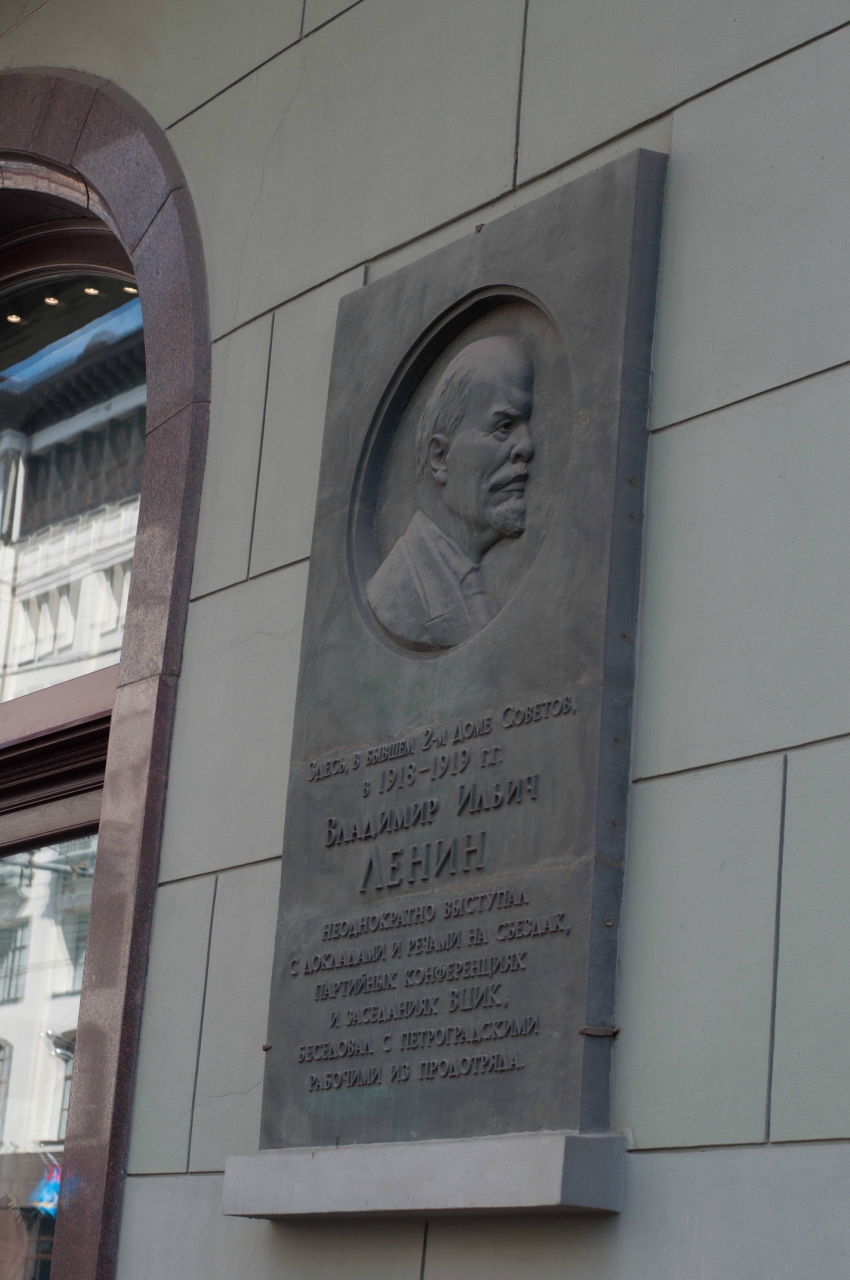 Здесь, в бывшем 2-м Доме Советов,
в 1918–1919 г.г.
Владимир Ильич
Ленин
неоднократно выступал
с докладами и речами на съездах,
партийных конференциях
и заседаниях ВЦИК,
беседовал с петроградскими
рабочими из продотряда.